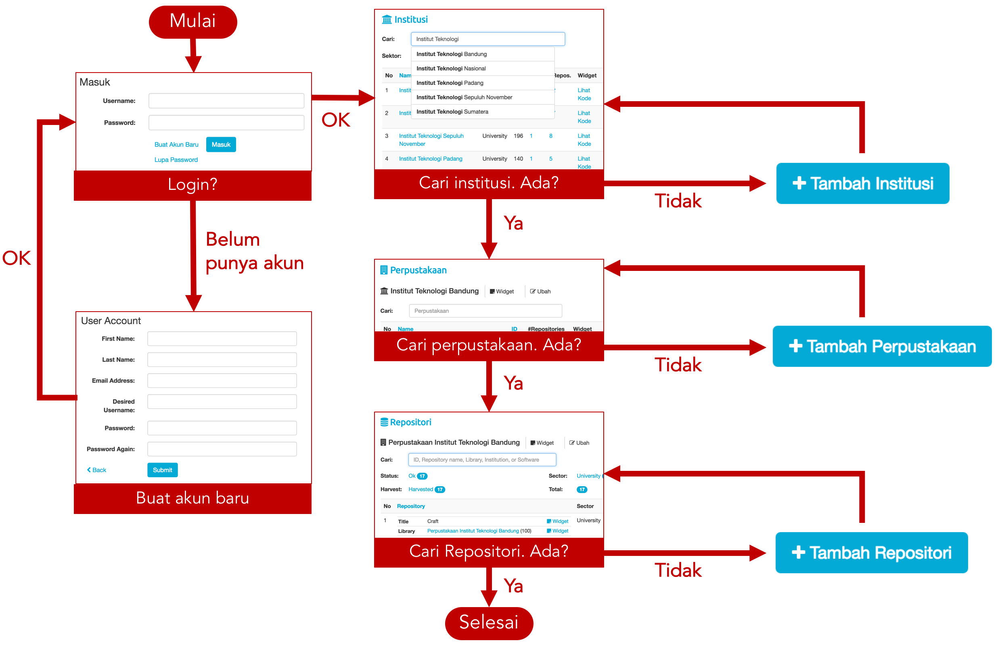 Mulai
Masuk
Username:
Password:
Buat Akun Baru Masuk
Lupa Password
Login?
OK
Belum
punya akun
OK
User Account
First Name:
Last Name:
Email Address:
Desired
Username:
Password:
Password Again:
Back Submit
Buat akun baru
Institusi
Cari: Institut Teknologi
Sektor:
Institut Teknologi Bandung
Institut Teknologi Nasional
Institut Teknologi Padang
Institut Teknologi Sepuluh November
Institut Teknologi Sumatera
No Nam Repos. Widget
1 Instit Lihat
Kode
2 Instit Lihat
Kode
3 Institut Teknologi Sepuluh University 196 1 8 Lihat
November Kode
4 Institut Teknologi Padang University 140 1 5 Lihat
Kode
Cari institusi. Ada?
Tidak
+ Tambah Institusi
Ya
Perpustakaan
Institut Teknologi Bandung Widget Ubah
Cari: Perpustakaan
No Name ID #Repositories Widget
Cari perpustakaan. Ada?
Tidak
+ Tambah Perpustakaan
Ya
Repositori
Perpustakaan Institut Teknologi Bandung Widget Ubah
Cari: ID, Repository name, Library, Institution, or Software
Status: Ok 17 Sector: University
Harvest: Harvested 17 Total: 17
No Repository Sector
1 Title Craft Widget University
Library Perpustakaan Institut Teknologi Bandung (100) Widget
Cari Repositori. Ada?
Tidak
+ Tambah Repositori
Ya
Selesai